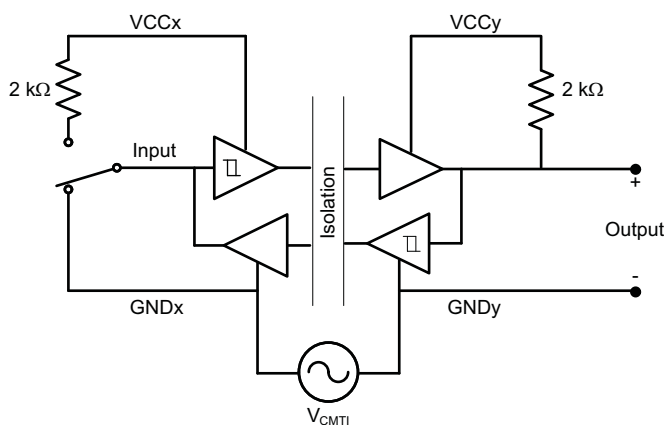 VCCx
VCCy
2 kΩ
2 kΩ
Input
Isolation
+
Output
-
GNDx
GNDy
VCMTI